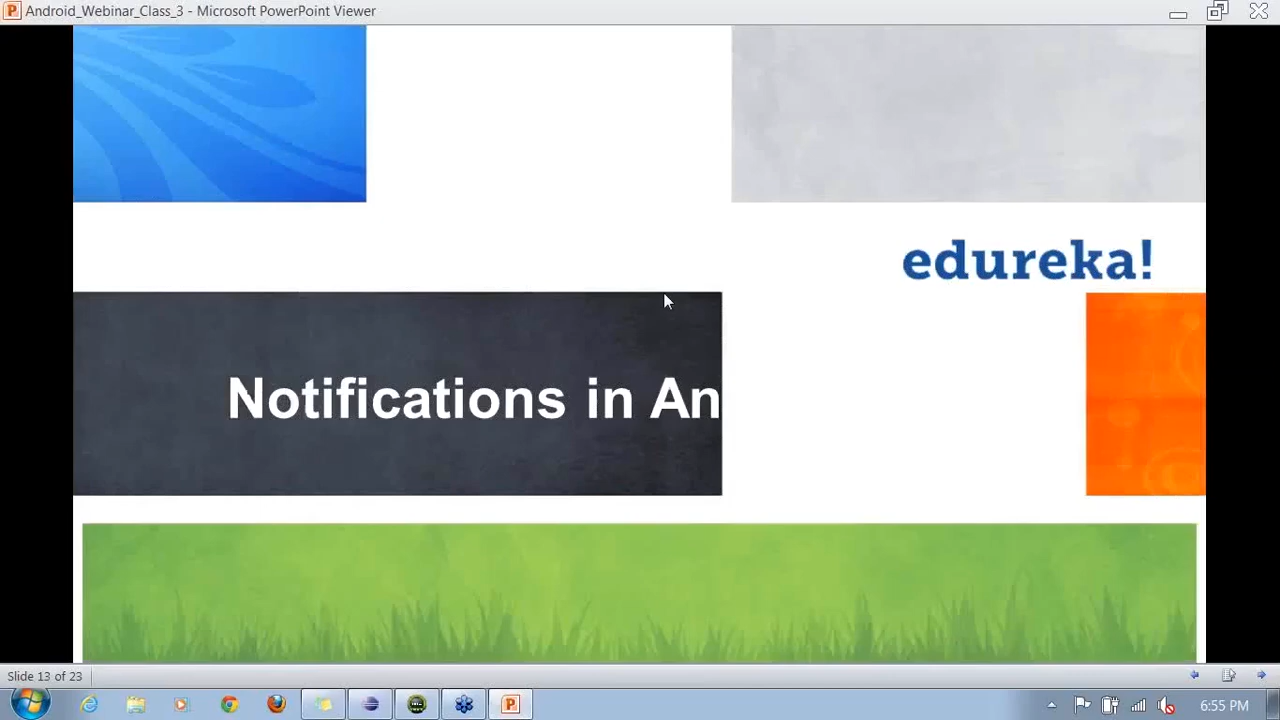 Android_Webinar_Class_3 - Microsoft PowerPoint Viewer
edureka!
Notifications in An
Slide 13 of 23
6:55 PM